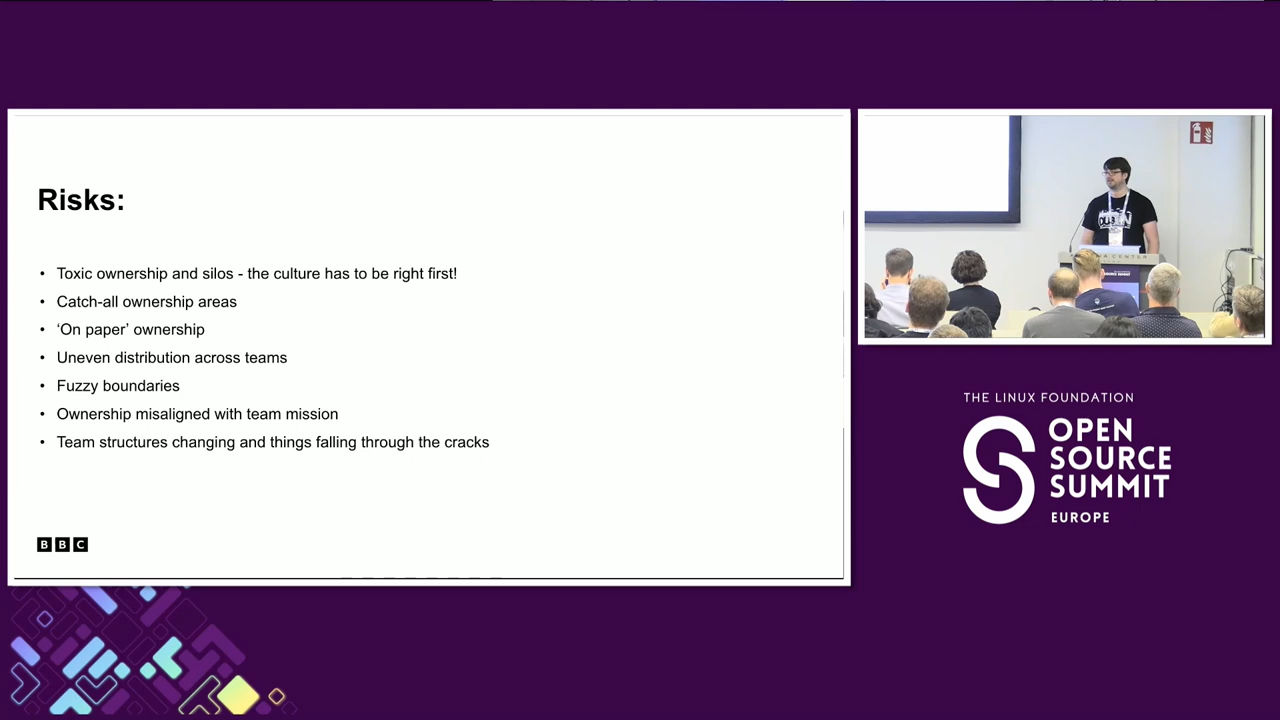 Risks:
• Toxic ownership and silos - the culture has to be right first!
• Catch-all ownership areas
• ‘On paper’ ownership
• Uneven distribution across teams
• Fuzzy boundaries
• Ownership misaligned with team mission
• Team structures changing and things falling through the cracks
BBC
THE LINUX FOUNDATION
OPEN
SOURCE
SUMMIT
EUROPE